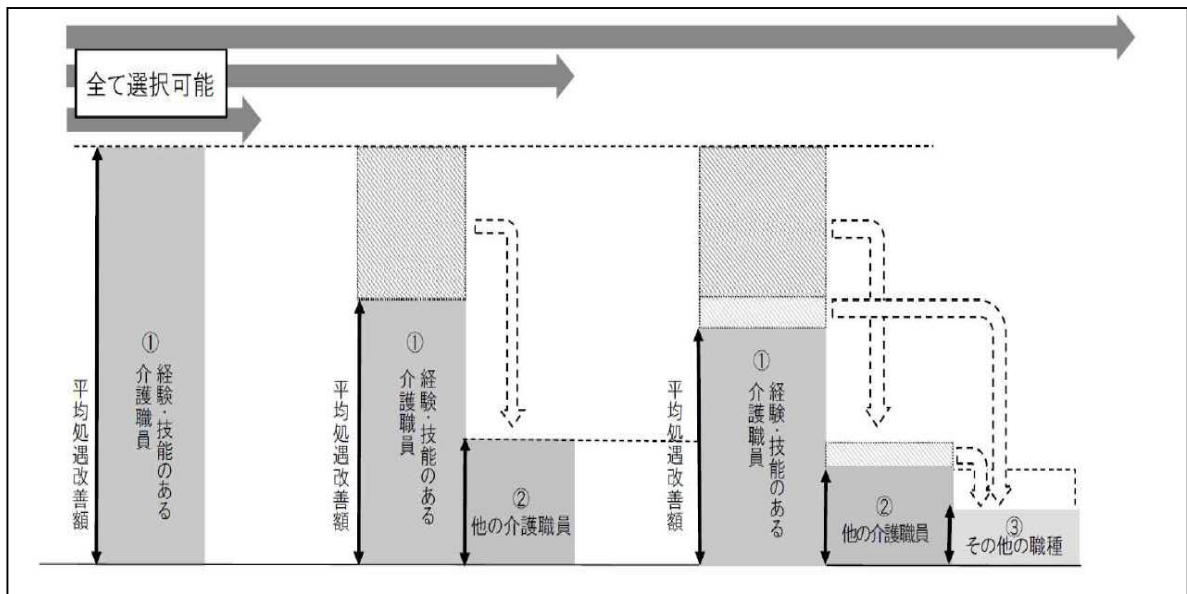 全て選択可能
平均処遇改善額
①
経験・技能のある
介護職員
平均処遇改善額
①
経験・技能のある
介護職員
②
他の介護職員
平均処遇改善額
①
経験・技能のある
介護職員
②
他の介護職員
③
その他の職種